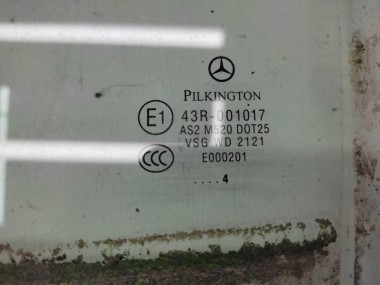 PILKINGTON
E1 43R-001017
AS2 M520 DOT25
VSG WD 2121
CCC E000201
....4